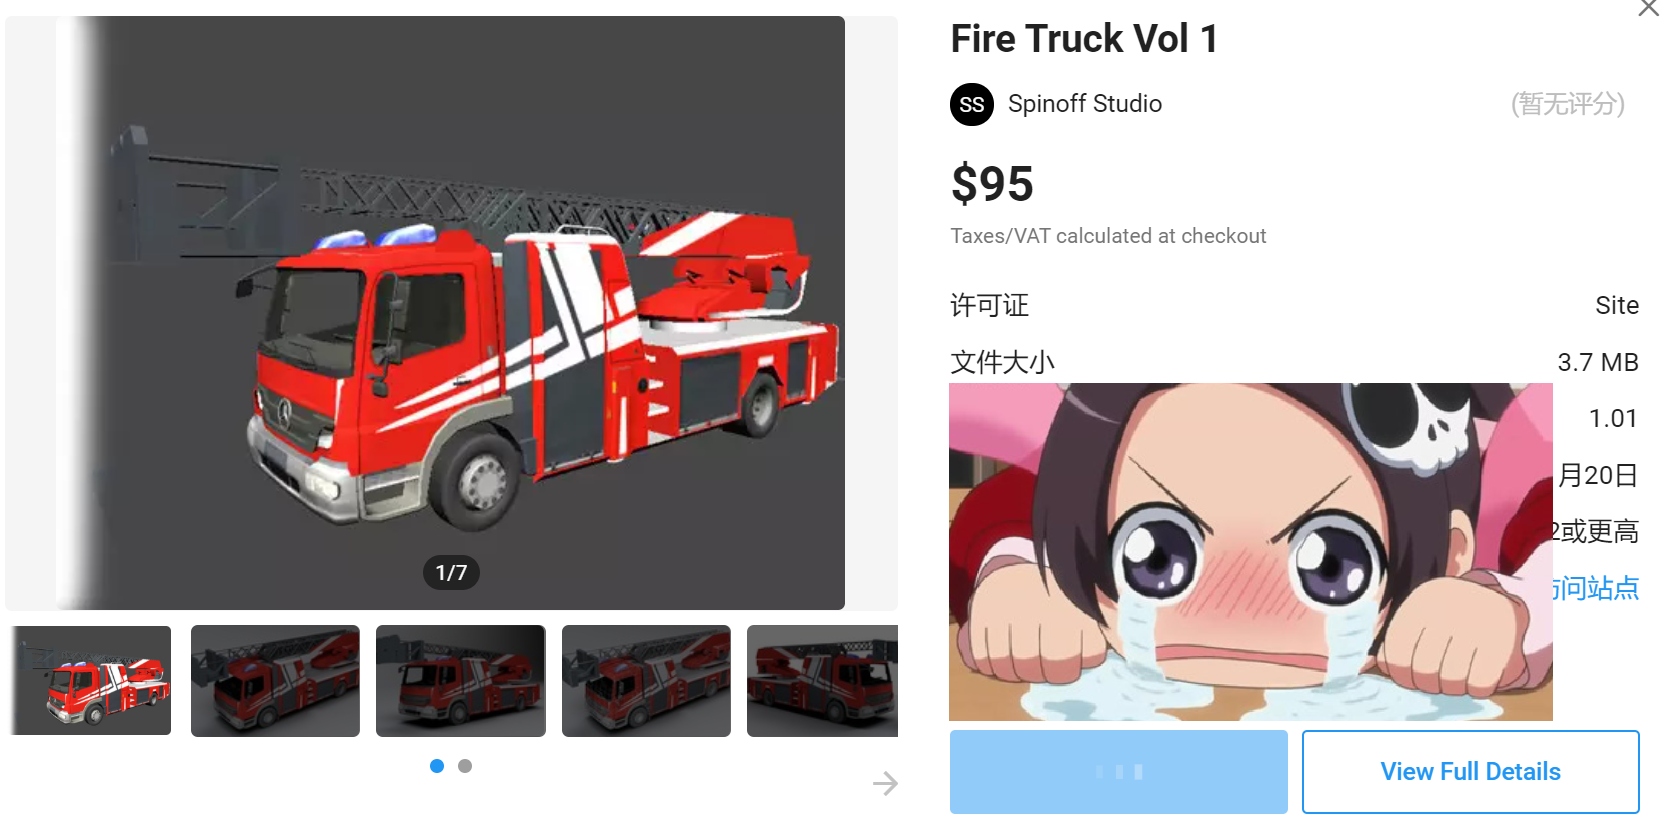 Fire Truck Vol 1
SS Spinoff Studio (暂无评分)
$95
Taxes/VAT calculated at checkout
许可证 Site
文件大小 3.7 MB
1.01
月20日
2或更高
问站点
1/7
View Full Details